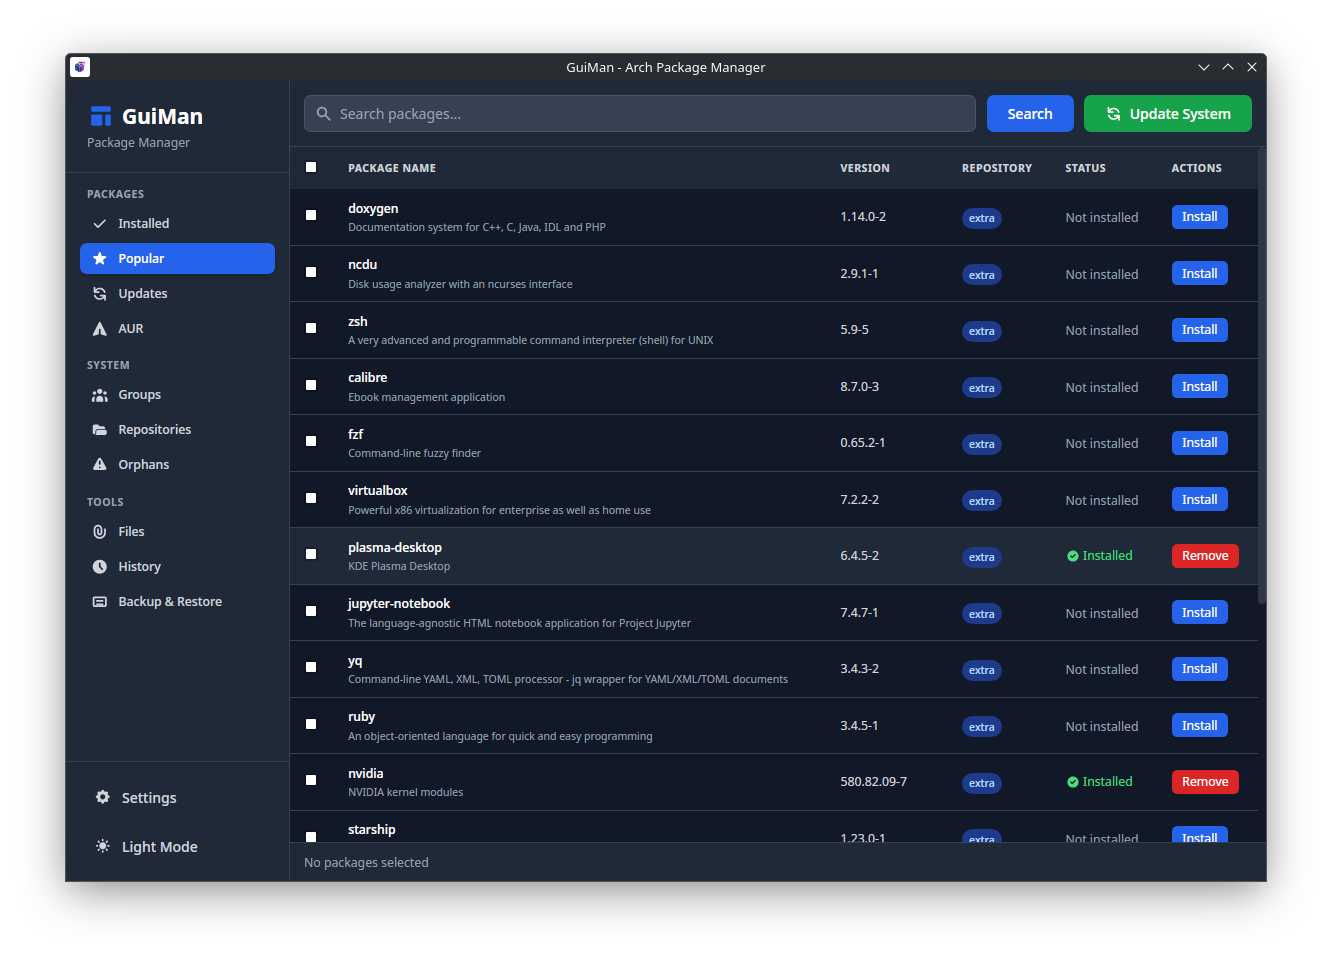 GuiMan - Arch Package Manager
GuiMan
Package Manager
Search packages...
Search
Update System
PACKAGES
Installed
Popular
Updates
AUR
SYSTEM
Groups
Repositories
Orphans
TOOLS
Files
History
Backup & Restore
Settings
Light Mode
PACKAGE NAME VERSION REPOSITORY STATUS ACTIONS
doxygen
Documentation system for C++, C, Java, IDL and PHP
1.14.0-2 extra Not installed Install
ncdu
Disk usage analyzer with an ncurses interface
2.9.1-1 extra Not installed Install
zsh
A very advanced and programmable command interpreter (shell) for UNIX
5.9-5 extra Not installed Install
calibre
Ebook management application
8.7.0-3 extra Not installed Install
fzf
Command-line fuzzy finder
0.65.2-1 extra Not installed Install
virtualbox
Powerful x86 virtualization for enterprise as well as home use
7.2.2-2 extra Not installed Install
plasma-desktop
KDE Plasma Desktop
6.4.5-2 extra Installed Remove
jupyter-notebook
The language-agnostic HTML notebook application for Project Jupyter
7.4.7-1 extra Not installed Install
yq
Command-line YAML, XML, TOML processor - jq wrapper for YAML/XML/TOML documents
3.4.3-2 extra Not installed Install
ruby
An object-oriented language for quick and easy programming
3.4.5-1 extra Not installed Install
nvidia
NVIDIA kernel modules
580.82.09-7 extra Installed Remove
starship
1.23.0-1 extra Not installed Install
No packages selected